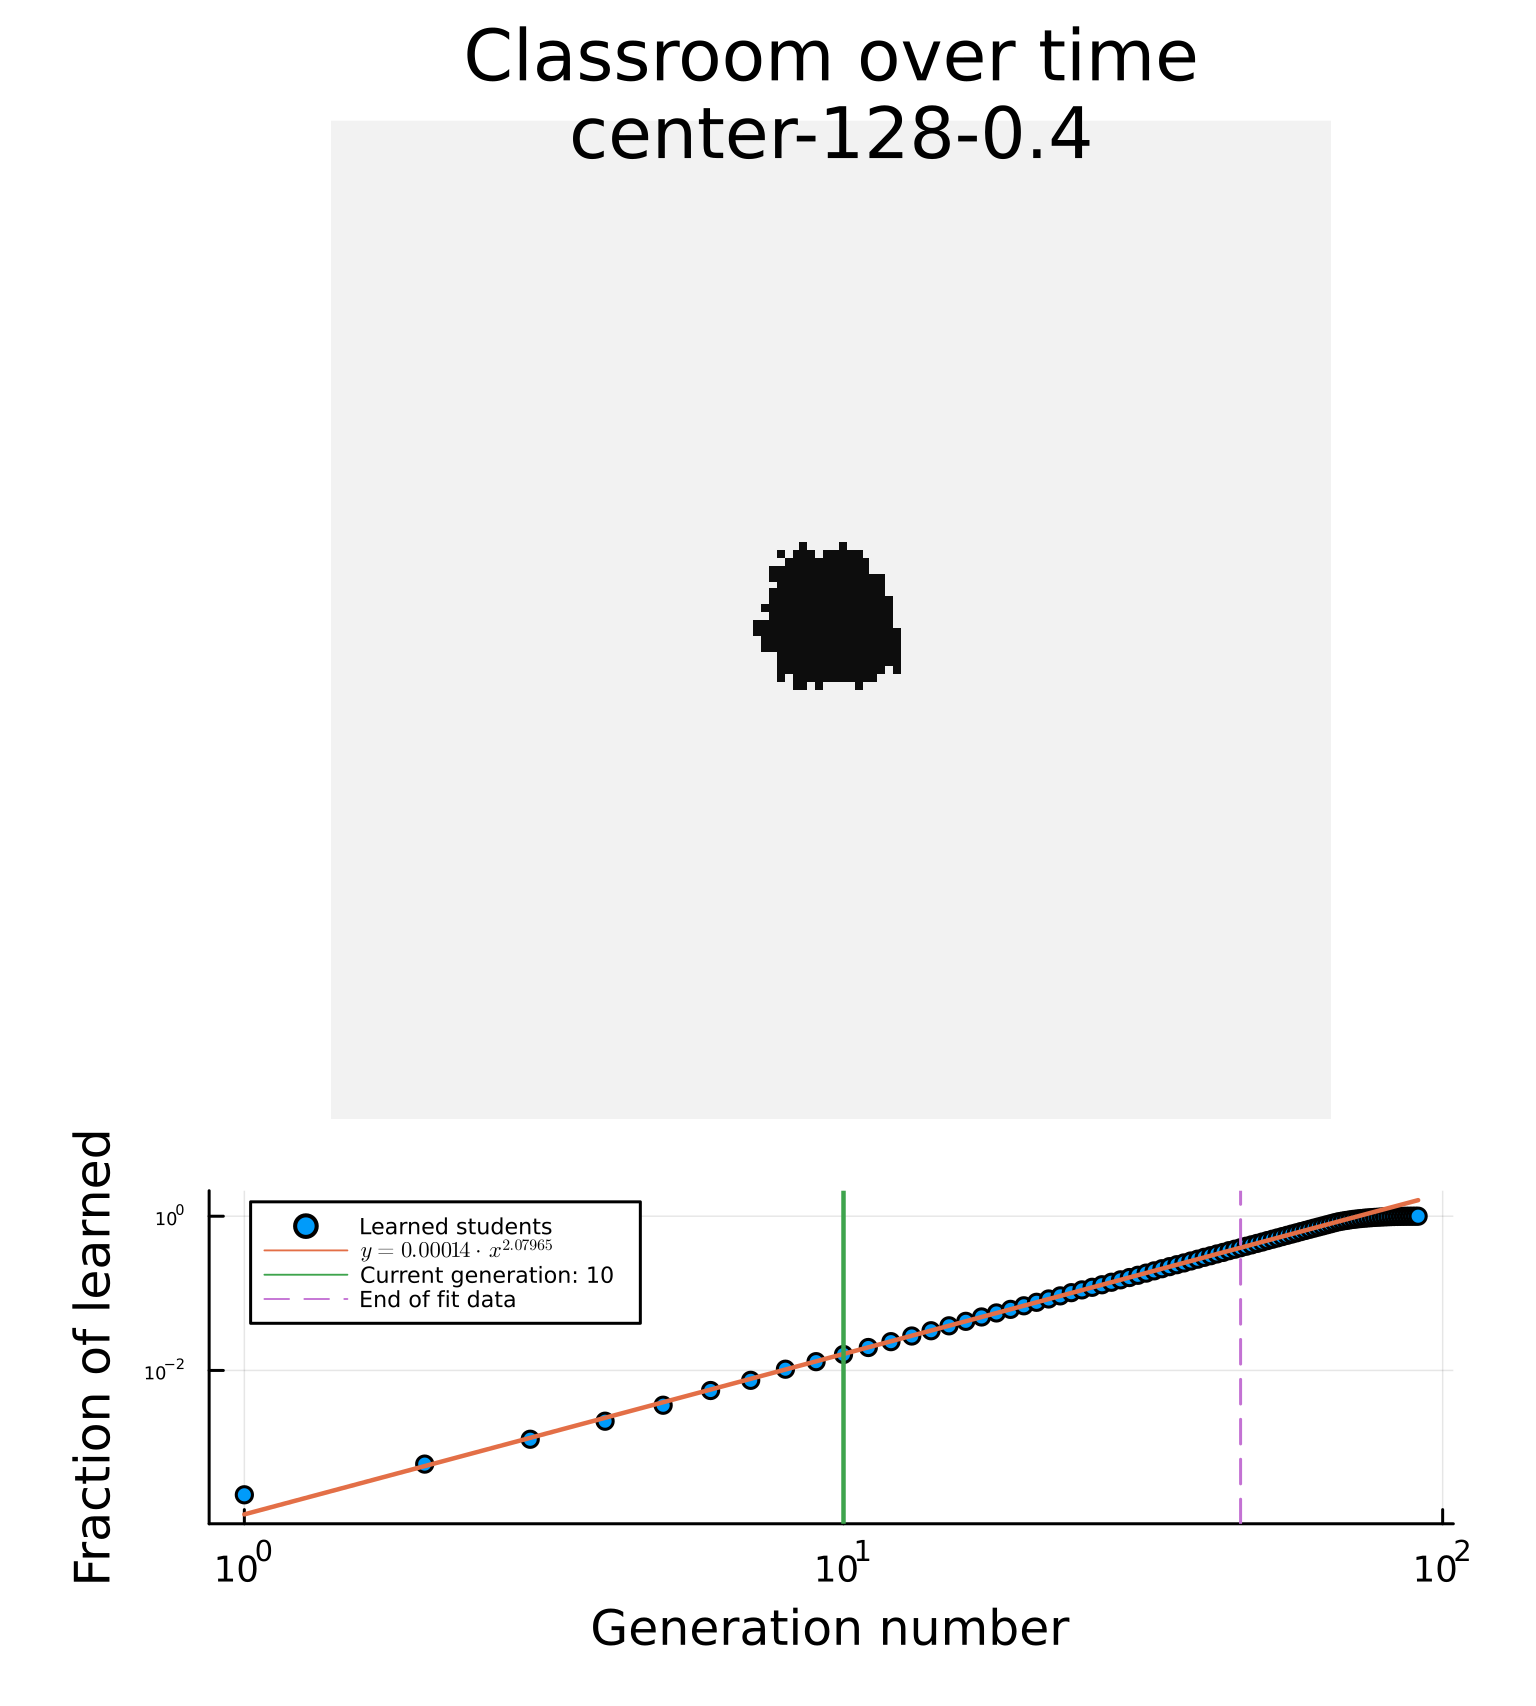 Classroom over time
center-128-0.4
Fraction of learned
10⁰
10⁻²
Learned students
y = 0.00014 · x^2.07965
Current generation: 10
End of fit data
10⁰ 10¹ 10²
Generation number